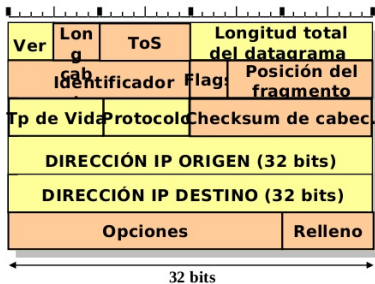 Ver
Lon
g
cab
ToS
Longitud total
del datagrama
Identificador
Flags
Posición del
fragmento
Tp de Vida
Protocolo
Checksum de cabec.
DIRECCIÓN IP ORIGEN (32 bits)
DIRECCIÓN IP DESTINO (32 bits)
Opciones
Relleno
32 bits